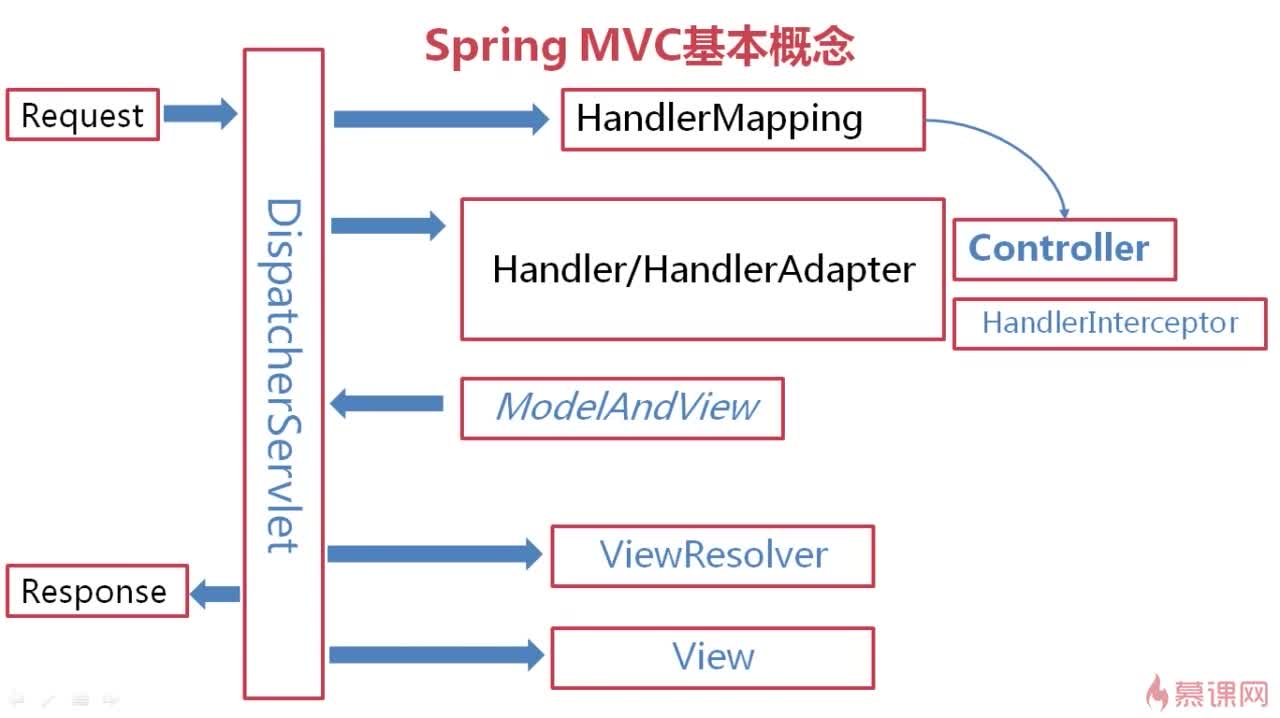 Spring MVC基本概念
Request
HandlerMapping
DispatcherServlet
Handler/HandlerAdapter
Controller
HandlerInterceptor
ModelAndView
ViewResolver
Response
View
慕课网